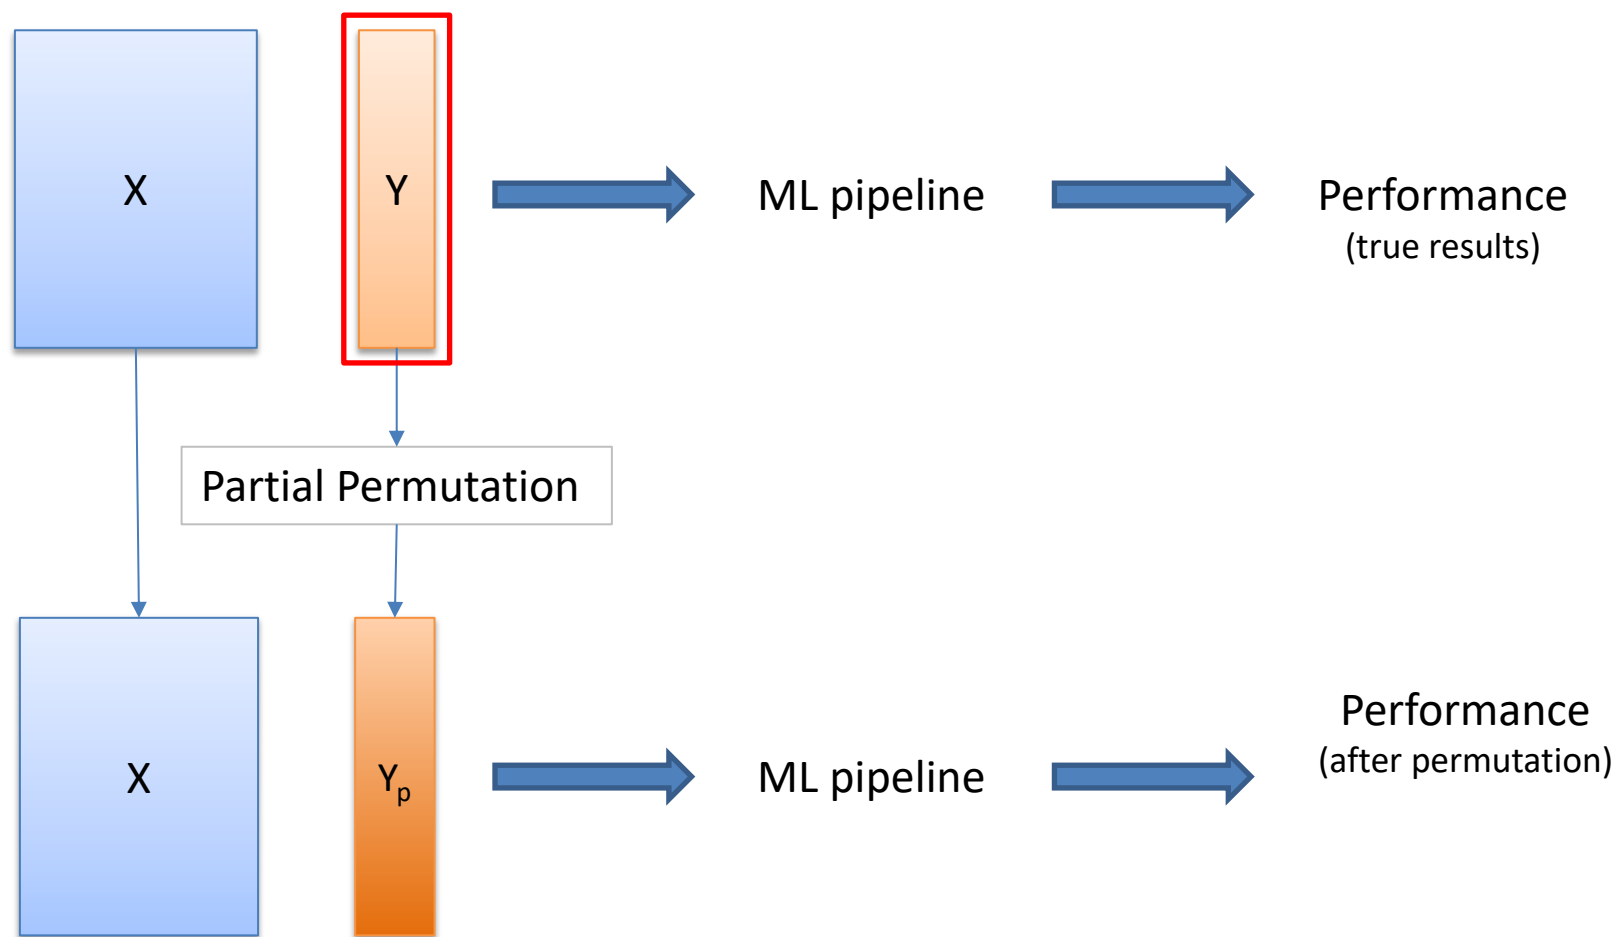 X
Y
ML pipeline
Performance
(true results)
Partial Permutation
X
Yp
ML pipeline
Performance
(after permutation)